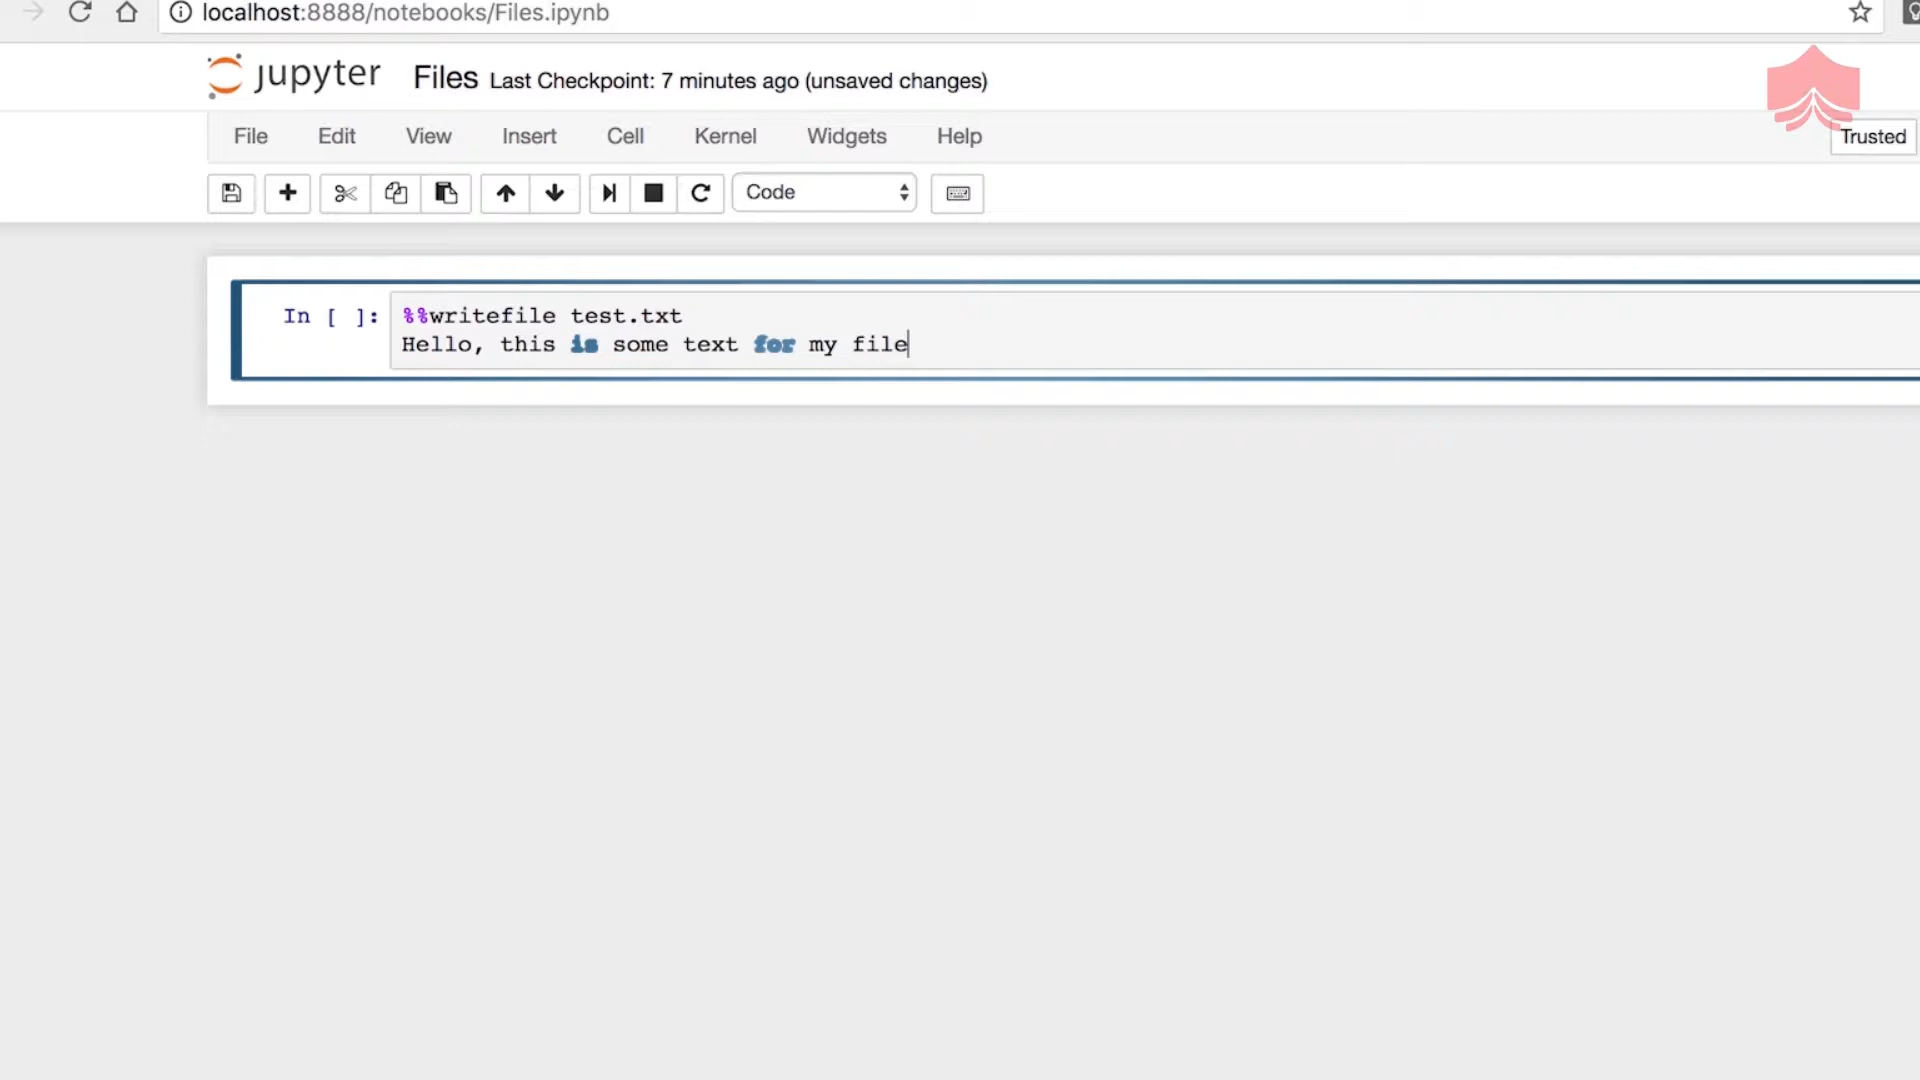 localhost:8888/notebooks/Files.ipynb
jupyter Files Last Checkpoint: 7 minutes ago (unsaved changes)
File Edit View Insert Cell Kernel Widgets Help Trusted
Code
In [ ]: %%writefile test.txt
Hello, this is some text for my file